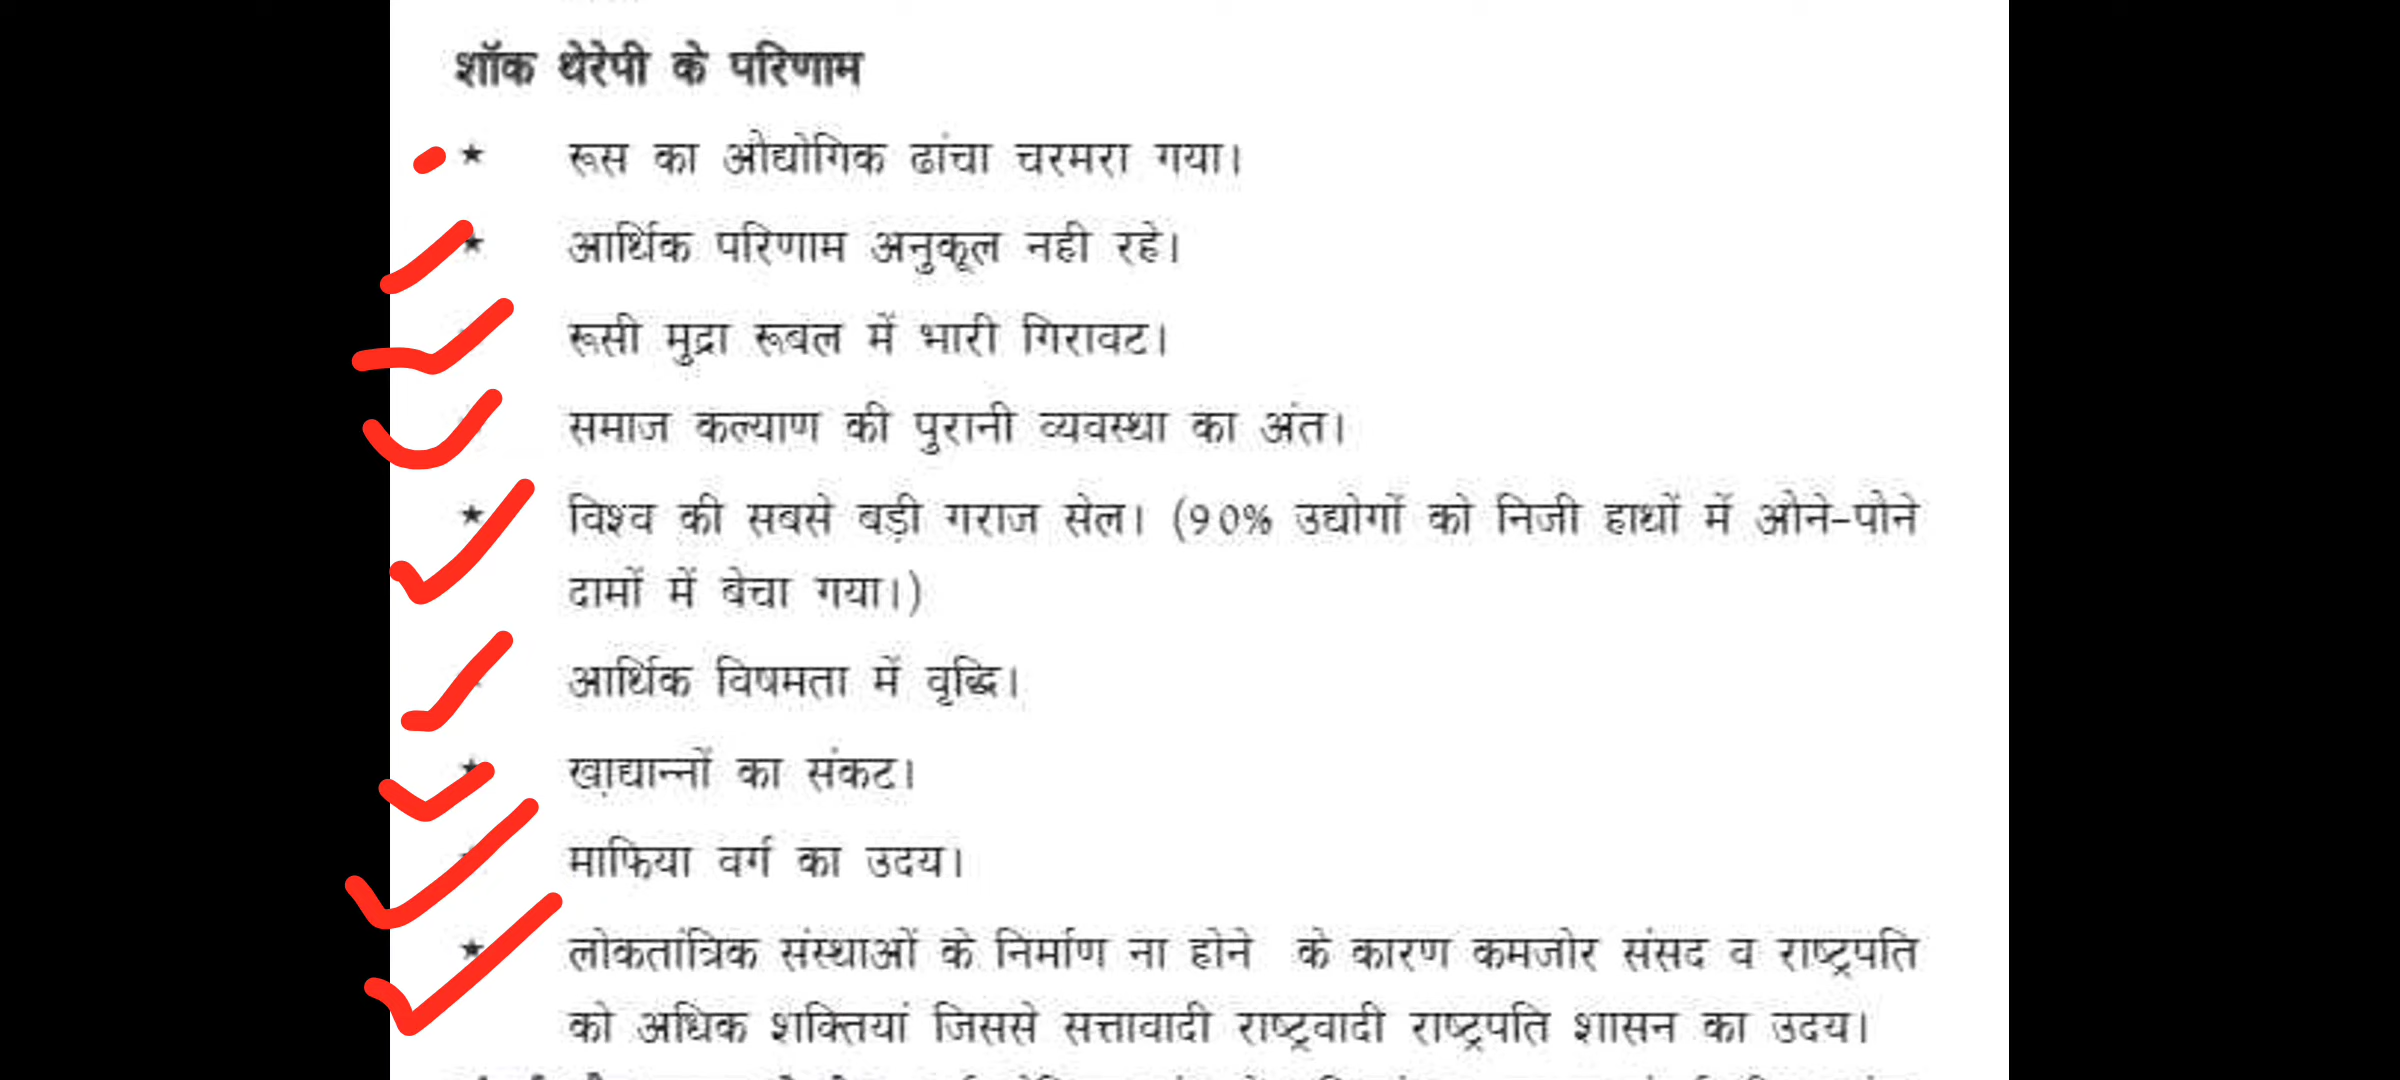 शॉक थेरेपी के परिणाम
★ रूस का औद्योगिक ढांचा चरमरा गया।
★ आर्थिक परिणाम अनुकूल नही रहे।
रूसी मुद्रा रूबल में भारी गिरावट।
समाज कल्याण की पुरानी व्यवस्था का अंत।
★ विश्व की सबसे बड़ी गराज सेल। (90% उद्योगों को निजी हाथों में औने-पौने
दामों में बेचा गया।)
आर्थिक विषमता में वृद्धि।
★ खाद्यान्नों का संकट।
माफिया वर्ग का उदय।
★ लोकतांत्रिक संस्थाओं के निर्माण ना होने के कारण कमजोर संसद व राष्ट्रपति
को अधिक शक्तियां जिससे सत्तावादी राष्ट्रवादी राष्ट्रपति शासन का उदय।